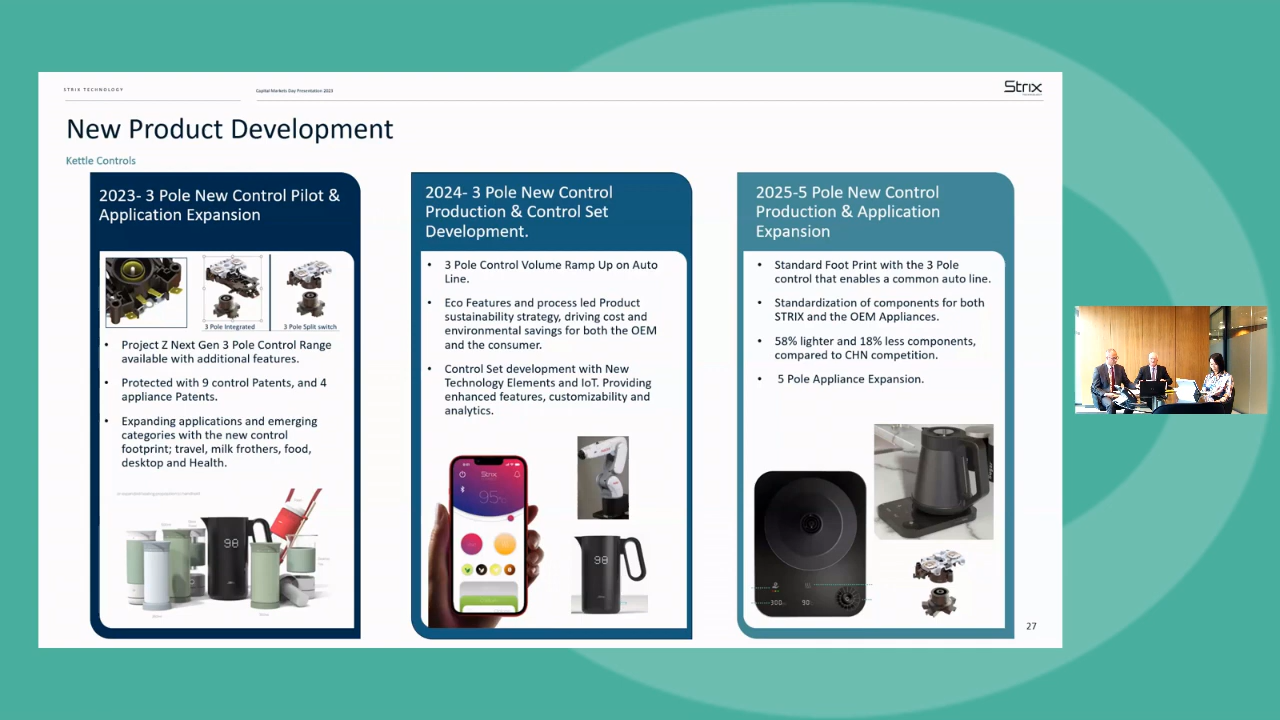 STRIX TECHNOLOGY
Capital Markets Day Presentation 2023
Strix
New Product Development
Kettle Controls
2023- 3 Pole New Control Pilot &
Application Expansion
3 Pole Integrated
3 Pole Split switch
• Project Z Next Gen 3 Pole Control Range
available with additional features.
• Protected with 9 control Patents, and 4
appliance Patents.
• Expanding applications and emerging
categories with the new control
footprint; travel, milk frothers, food,
desktop and Health.
98
2024- 3 Pole New Control
Production & Control Set
Development.
• 3 Pole Control Volume Ramp Up on Auto
Line.
• Eco Features and process led Product
sustainability strategy, driving cost and
environmental savings for both the OEM
and the consumer.
• Control Set development with New
Technology Elements and IoT. Providing
enhanced features, customizability and
analytics.
Strix
95
98
2025-5 Pole New Control
Production & Application
Expansion
• Standard Foot Print with the 3 Pole
control that enables a common auto line.
• Standardization of components for both
STRIX and the OEM Appliances.
• 58% lighter and 18% less components,
compared to CHN competition.
• 5 Pole Appliance Expansion.
300
90
27